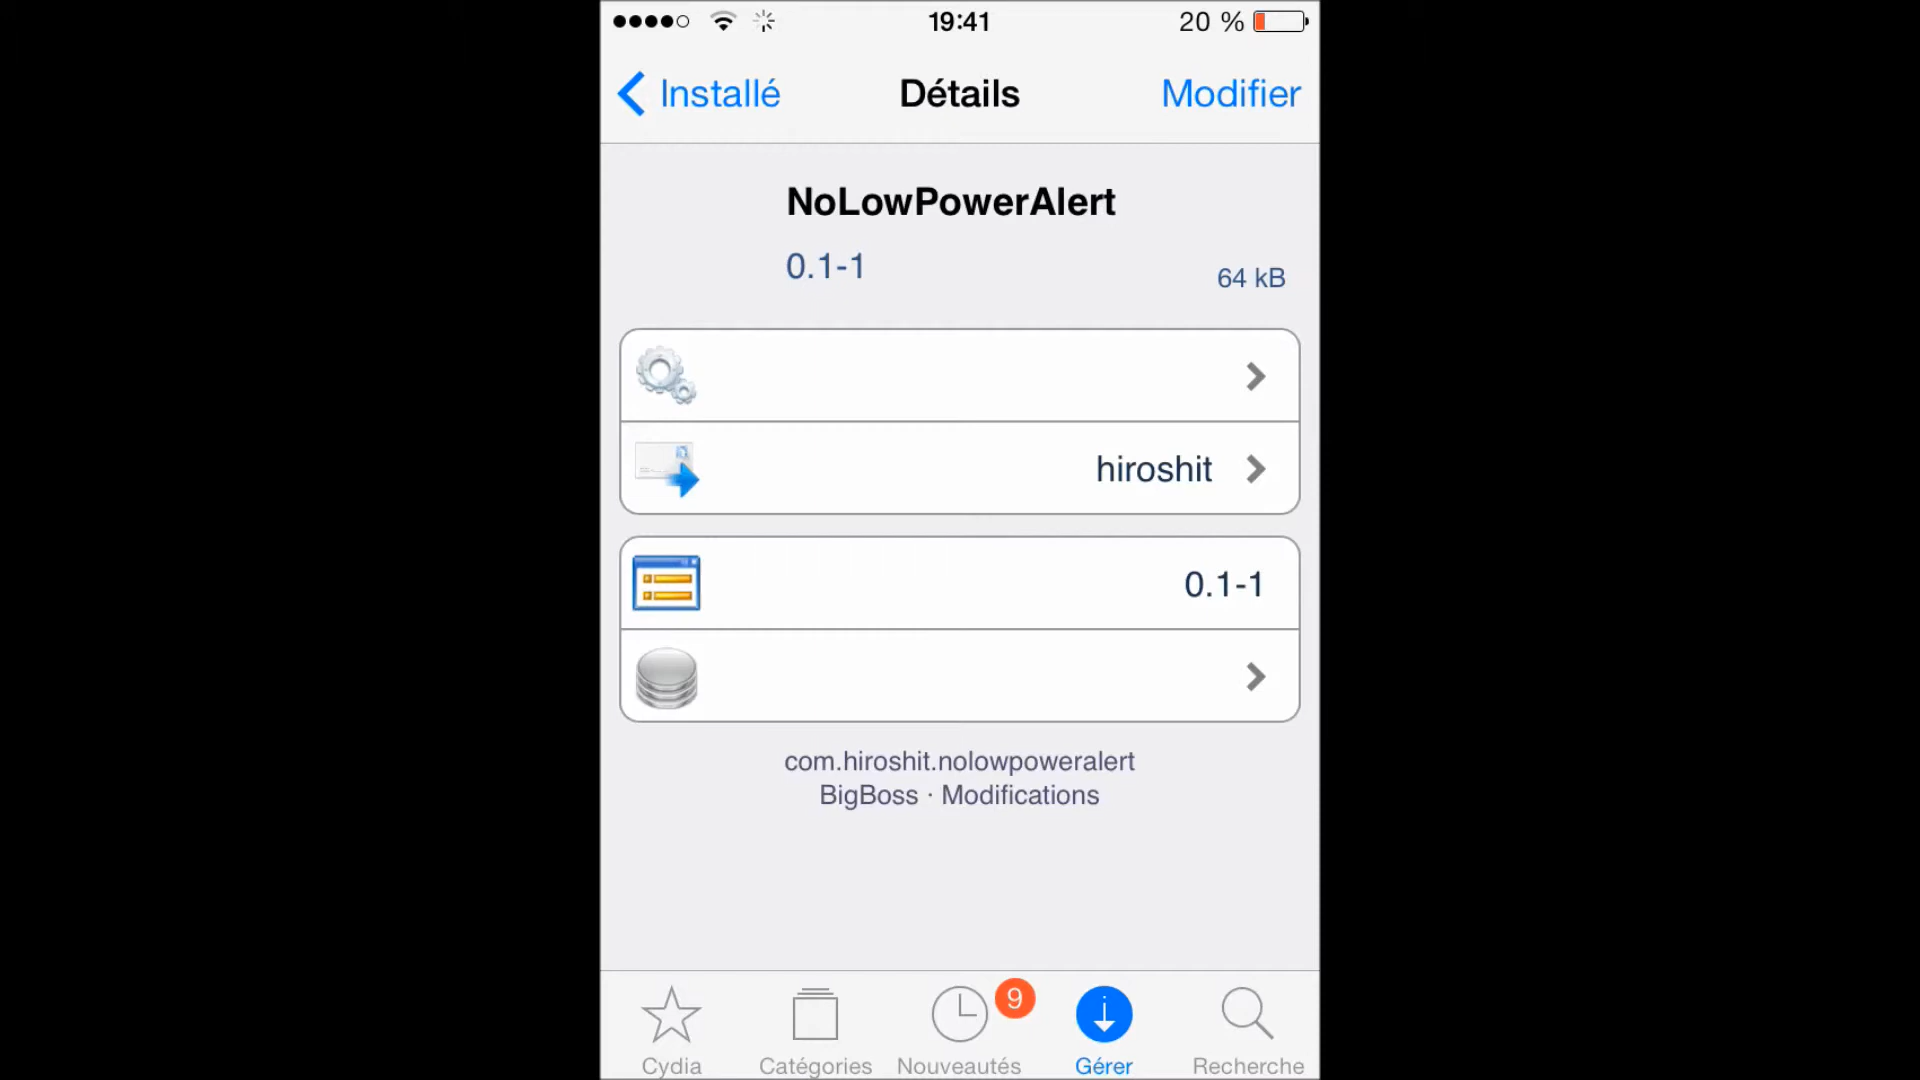 19:41
20 %
Installé
Détails
Modifier
NoLowPowerAlert
0.1-1
64 kB
hiroshit
0.1-1
com.hiroshit.nolowpoweralert
BigBoss · Modifications
9
Cydia
Catégories
Nouveautés
Gérer
Recherche